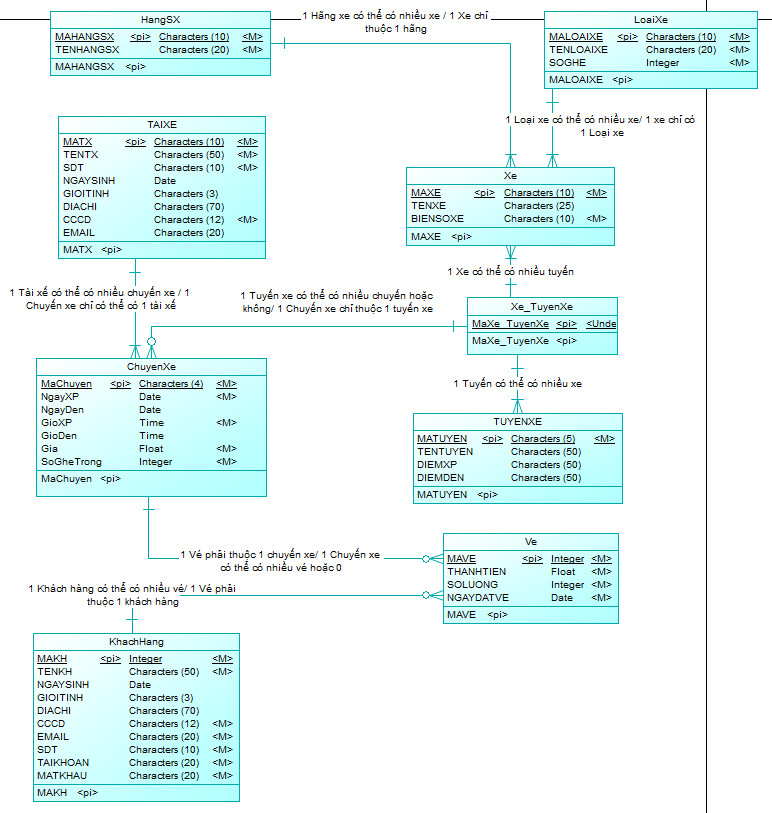 HangSX
MAHANGSX <pi> Characters (10) <M>
TENHANGSX Characters (20) <M>
MAHANGSX <pi>
1 Hãng xe có thể có nhiều xe / 1 Xe chỉ
thuộc 1 hãng
LoaiXe
MALOAIXE <pi> Characters (10) <M>
TENLOAIXE Characters (20) <M>
SOGHE Integer <M>
MALOAIXE <pi>
1 Loại xe có thể có nhiều xe/ 1 xe chỉ có
1 Loại xe
TAIXE
MATX <pi> Characters (10) <M>
TENTX Characters (50) <M>
SDT Characters (10) <M>
NGAYSINH Date
GIOITINH Characters (3)
DIACHI Characters (70)
CCCD Characters (12) <M>
EMAIL Characters (20)
MATX <pi>
Xe
MAXE <pi> Characters (10) <M>
TENXE Characters (25)
BIENSOXE Characters (10) <M>
MAXE <pi>
1 Xe có thể có nhiều tuyến
1 Tài xế có thể có nhiều chuyến xe / 1
Chuyến xe chỉ có thể có 1 tài xế
1 Tuyến xe có thể có nhiều chuyến hoặc
không/ 1 Chuyến xe chỉ thuộc 1 tuyến xe
Xe_TuyenXe
MaXe_TuyenXe <pi> <Unde
MaXe_TuyenXe <pi>
1 Tuyến có thể có nhiều xe
ChuyenXe
MaChuyen <pi> Characters (4) <M>
NgayXP Date <M>
NgayDen Date
GioXP Time <M>
GioDen Time
Gia Float <M>
SoGheTrong Integer <M>
MaChuyen <pi>
TUYENXE
MATUYEN <pi> Characters (5) <M>
TENTUYEN Characters (50)
DIEMXP Characters (50)
DIEMDEN Characters (50)
MATUYEN <pi>
1 Vé phải thuộc 1 chuyến xe/ 1 Chuyến xe
có thể có nhiều vé hoặc 0
Ve
MAVE <pi> Integer <M>
THANHTIEN Float <M>
SOLUONG Integer <M>
NGAYDATVE Date <M>
MAVE <pi>
1 Khách hàng có thể có nhiều vé/ 1 Vé phải
thuộc 1 khách hàng
KhachHang
MAKH <pi> Integer <M>
TENKH Characters (50) <M>
NGAYSINH Date
GIOITINH Characters (3)
DIACHI Characters (70)
CCCD Characters (12) <M>
EMAIL Characters (20) <M>
SDT Characters (10) <M>
TAIKHOAN Characters (20) <M>
MATKHAU Characters (20) <M>
MAKH <pi>